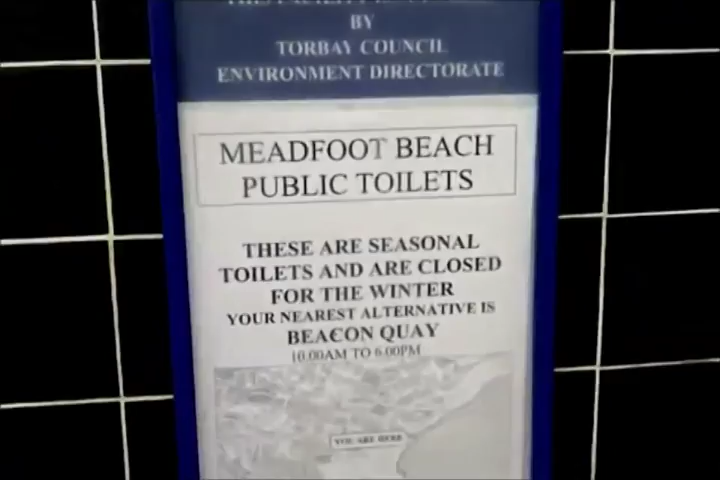 BY
TORBAY COUNCIL
ENVIRONMENT DIRECTORATE
MEADFOOT BEACH
PUBLIC TOILETS
THESE ARE SEASONAL
TOILETS AND ARE CLOSED
FOR THE WINTER
YOUR NEAREST ALTERNATIVE IS
BEACON QUAY
10.00AM TO 6.00PM
YOU ARE HERE